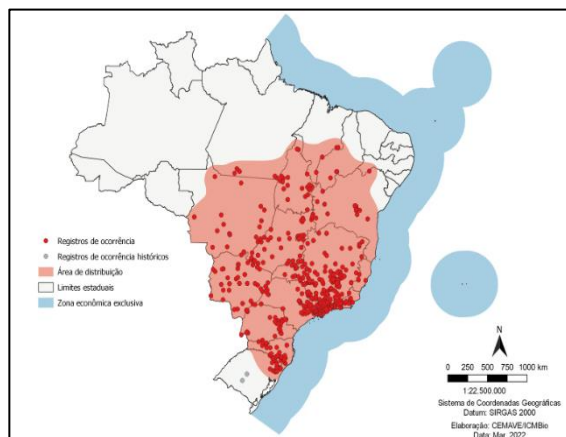 Registros de ocorrência
Registros de ocorrência históricos
Área de distribuição
Limites estaduais
Zona econômica exclusiva
N
0 250 500 750 1000 km
1:22.500.000
Sistema de Coordenadas Geográficas
Datum: SIRGAS 2000
Elaboração: CEMAVE/ICMBio
Data: Mar. 2022